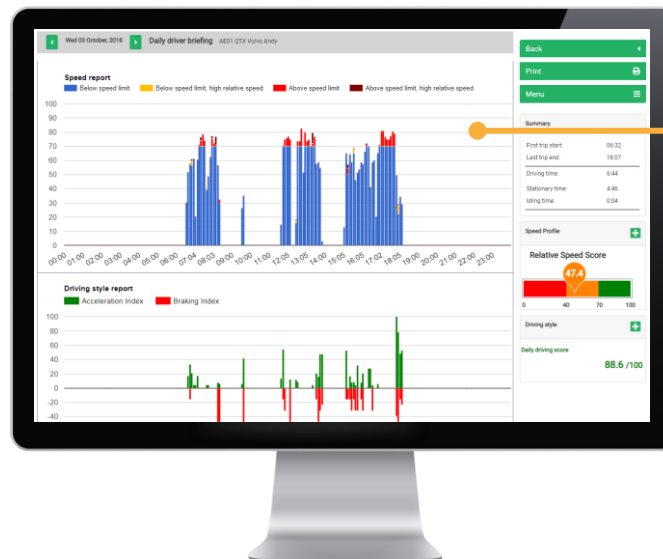 Wed 03 October, 2018 Daily driver briefing AE01 QTX Volvo Andy
Back
Print
Menu
Speed report
Below speed limit Below speed limit, high relative speed Above speed limit Above speed limit, high relative speed
100
90
80
70
60
50
40
30
20
10
0
00:00 01:00 02:00 03:00 04:00 05:00 06:00 07:04 08:03 09:00 10:00 11:00 12:05 13:05 14:00 15:05 16:05 17:02 18:05 19:00 20:00 21:00 22:00 23:00
Summary
First trip start: 06:32
Last trip end: 18:07
Driving time: 6:44
Stationary time: 4:46
Idling time: 0:04
Speed Profile
Relative Speed Score
47.4
0 40 70 100
Driving style report
Acceleration Index Braking Index
100
80
60
40
20
0
-20
-40
Driving style
Daily driving score
88.6 /100